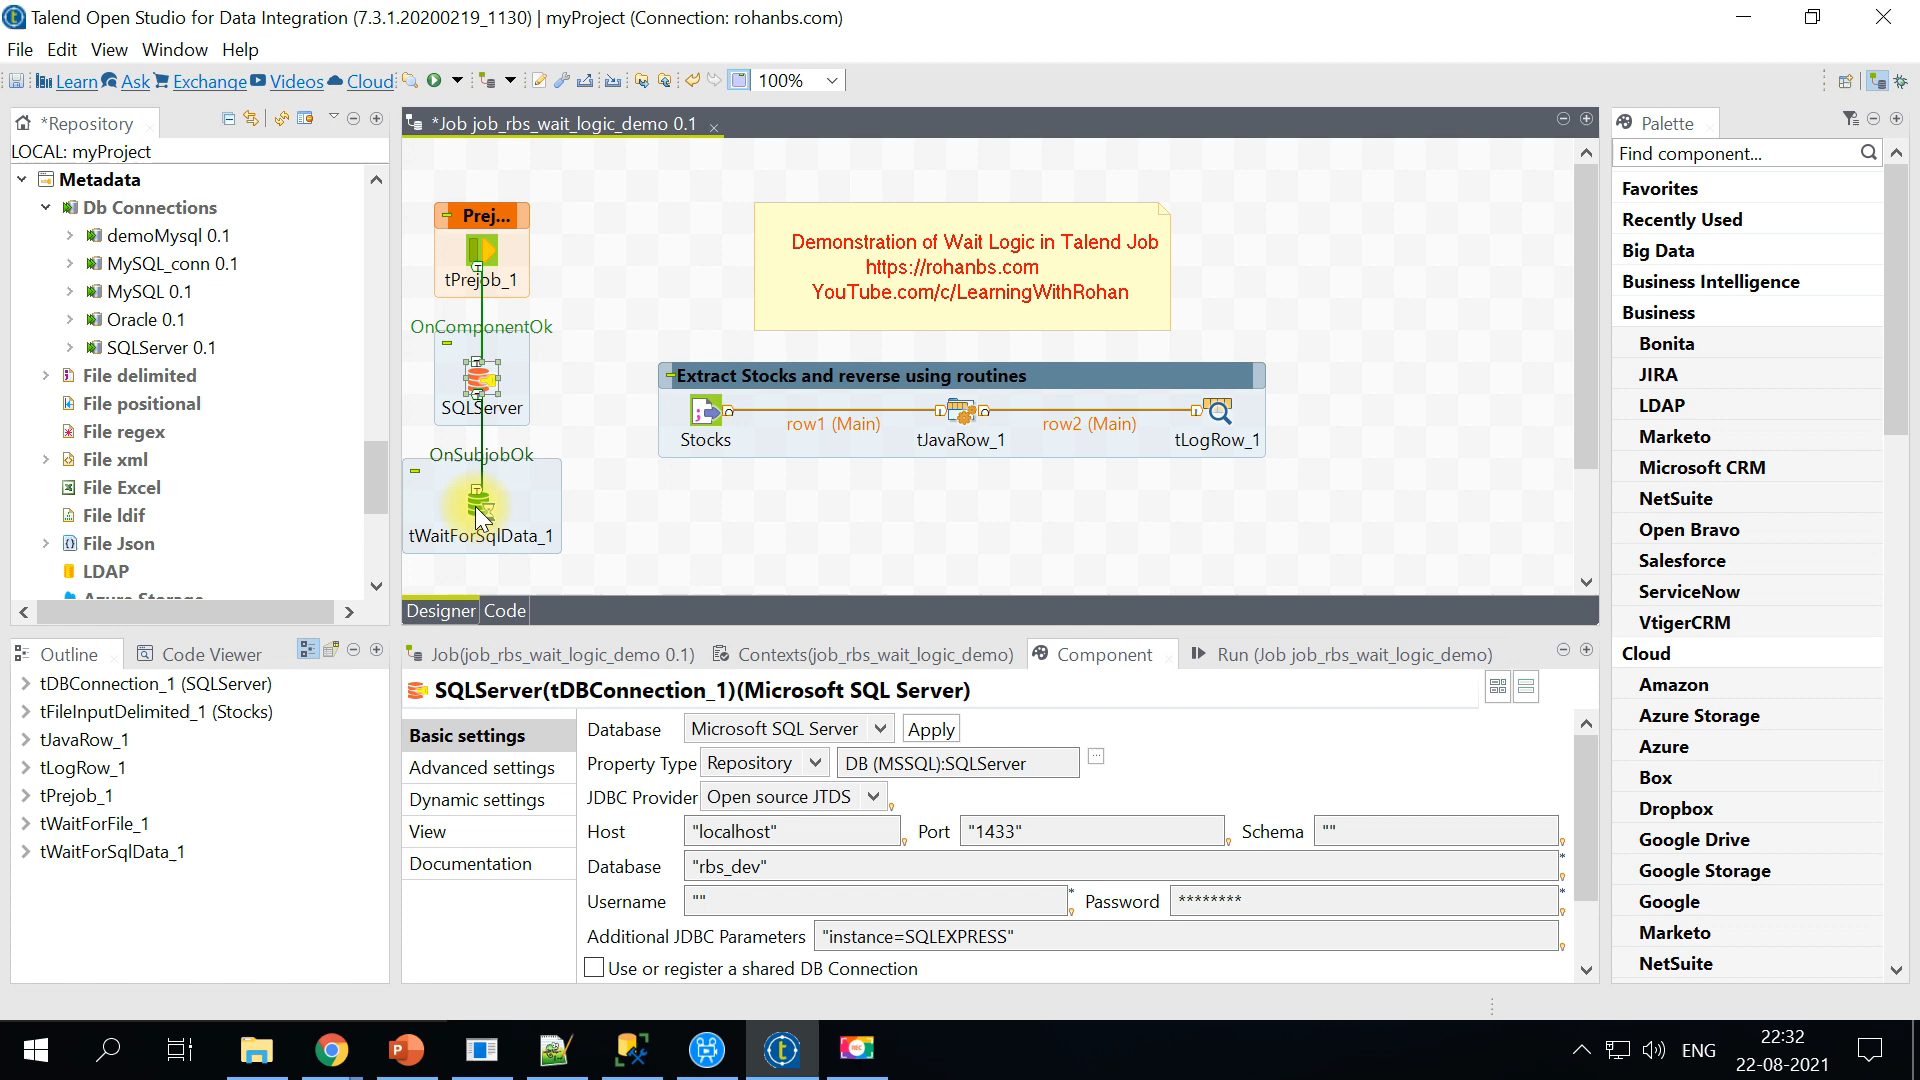 Talend Open Studio for Data Integration (7.3.1.20200219_1130) | myProject (Connection: rohanbs.com)
File Edit View Window Help
Learn Ask Exchange Videos Cloud 100%
*Repository
LOCAL: myProject
Metadata
Db Connections
demoMysql 0.1
MySQL_conn 0.1
MySQL 0.1
Oracle 0.1
SQLServer 0.1
File delimited
File positional
File regex
File xml
File Excel
File ldif
File Json
LDAP
*Job job_rbs_wait_logic_demo 0.1
Prej...
tPrejob_1
OnComponentOk
SQLServer
OnSubjobOk
tWaitForSqlData_1
Demonstration of Wait Logic in Talend Job
https://rohanbs.com
YouTube.com/c/LearningWithRohan
Extract Stocks and reverse using routines
row1 (Main) row2 (Main)
Stocks tJavaRow_1 tLogRow_1
Designer Code
Palette
Find component...
Favorites
Recently Used
Big Data
Business Intelligence
Business
Bonita
JIRA
LDAP
Marketo
Microsoft CRM
NetSuite
Open Bravo
Salesforce
ServiceNow
VtigerCRM
Cloud
Amazon
Azure Storage
Azure
Box
Dropbox
Google Drive
Google Storage
Google
Marketo
NetSuite
Outline Code Viewer
tDBConnection_1 (SQLServer)
tFileInputDelimited_1 (Stocks)
tJavaRow_1
tLogRow_1
tPrejob_1
tWaitForFile_1
tWaitForSqlData_1
Job(job_rbs_wait_logic_demo 0.1) Contexts(job_rbs_wait_logic_demo) Component Run (Job job_rbs_wait_logic_demo)
SQLServer(tDBConnection_1)(Microsoft SQL Server)
Basic settings
Advanced settings
Dynamic settings
View
Documentation
Database Microsoft SQL Server Apply
Property Type Repository DB (MSSQL):SQLServer ...
JDBC Provider Open source JTDS
Host "localhost" Port "1433" Schema ""
Database "rbs_dev" *
Username "" * Password ******** *
Additional JDBC Parameters "instance=SQLEXPRESS"
Use or register a shared DB Connection
ENG
22:32
22-08-2021